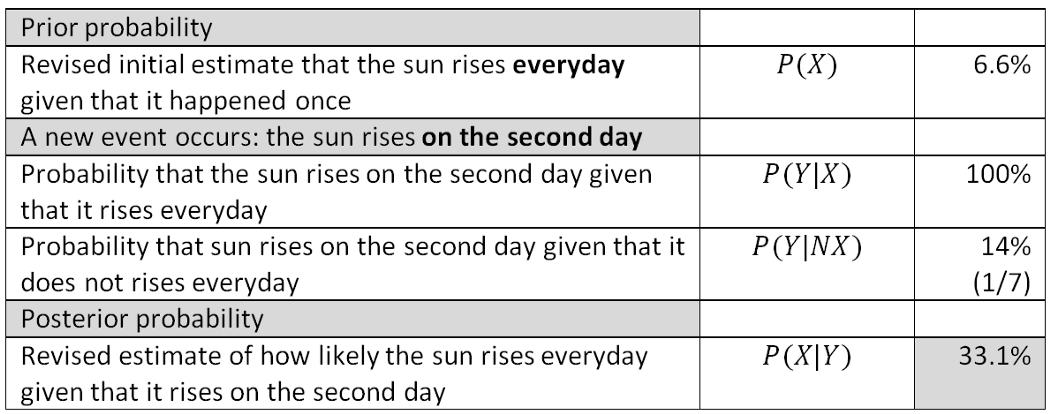 Prior probability
Revised initial estimate that the sun rises everyday
given that it happened once
P(X)
6.6%
A new event occurs: the sun rises on the second day
Probability that the sun rises on the second day given
that it rises everyday
P(Y|X)
100%
Probability that sun rises on the second day given that it
does not rises everyday
P(Y|NX)
14%
(1/7)
Posterior probability
Revised estimate of how likely the sun rises everyday
given that it rises on the second day
P(X|Y)
33.1%